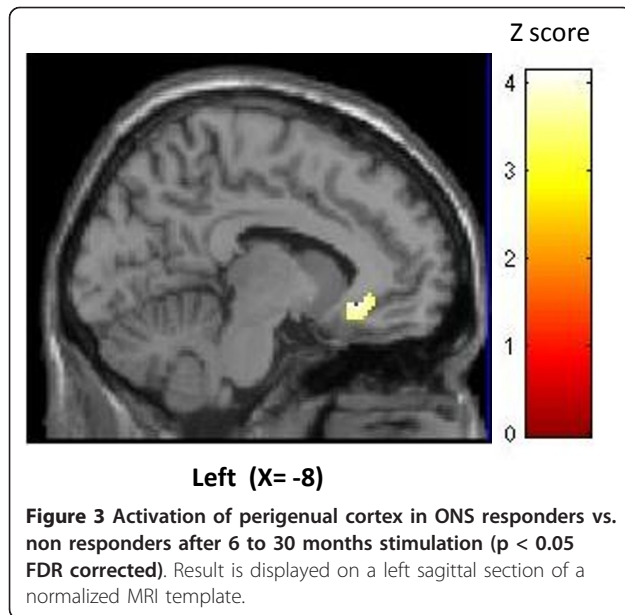 Z score
4
3
2
1
0
Left (X= -8)
Figure 3 Activation of perigenual cortex in ONS responders vs.
non responders after 6 to 30 months stimulation (p < 0.05
FDR corrected). Result is displayed on a left sagittal section of a
normalized MRI template.